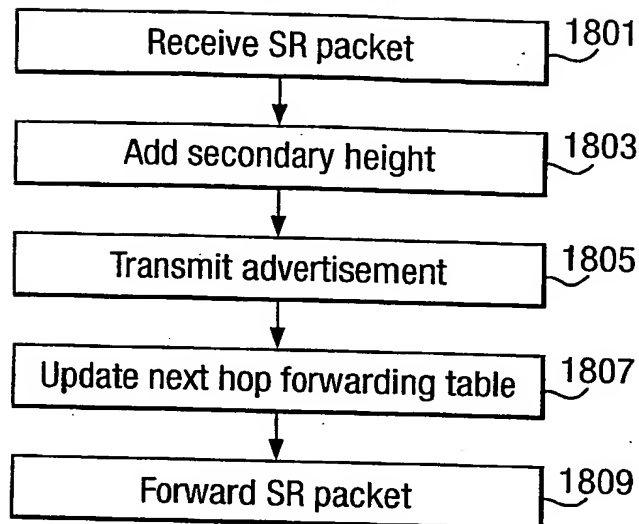 Receive SR packet 1801
Add secondary height 1803
Transmit advertisement 1805
Update next hop forwarding table 1807
Forward SR packet 1809